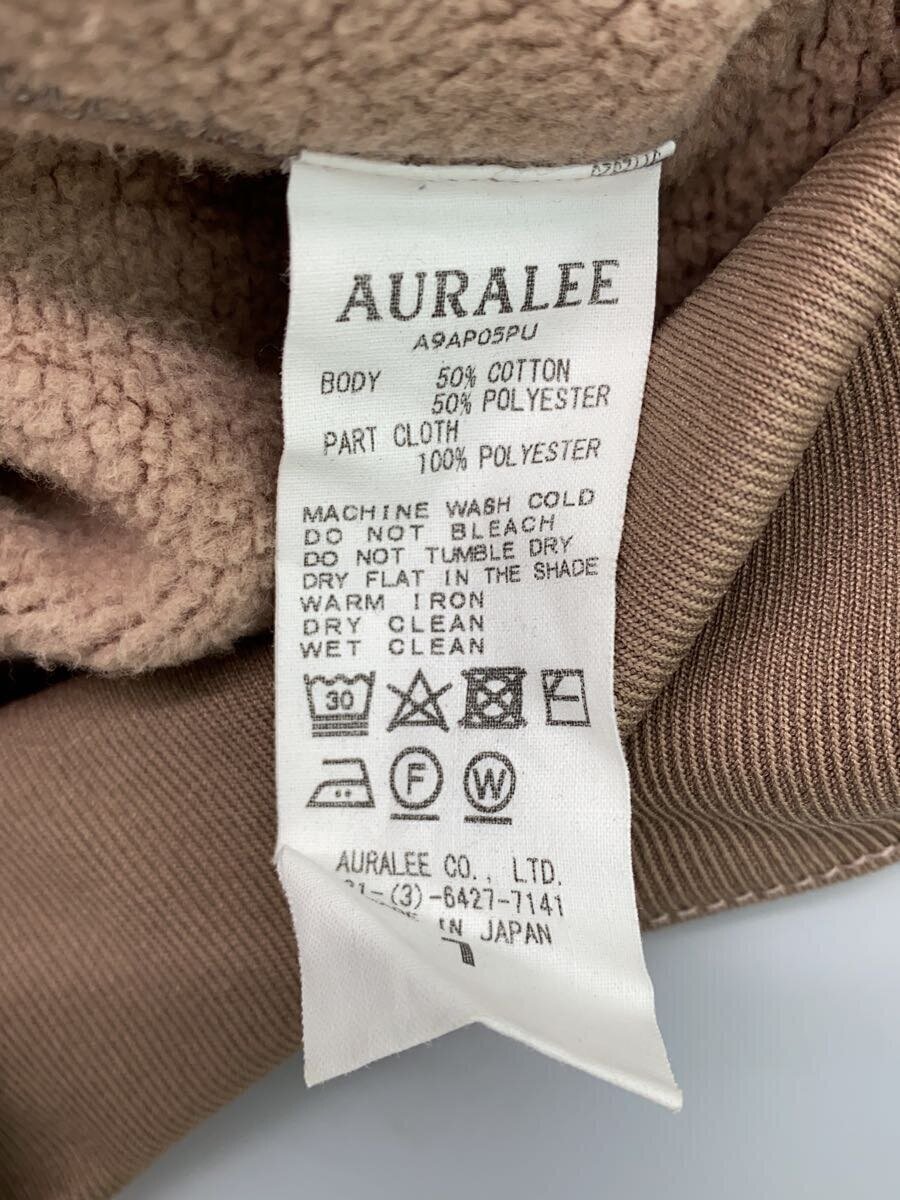 AURALEE
A9AP05PU
BODY 50% COTTON
50% POLYESTER
PART CLOTH
100% POLYESTER
MACHINE WASH COLD
DO NOT BLEACH
DO NOT TUMBLE DRY
DRY FLAT IN THE SHADE
WARM IRON
DRY CLEAN
WET CLEAN
30
F W
AURALEE CO., LTD.
-(3)-6427-7141
IN JAPAN